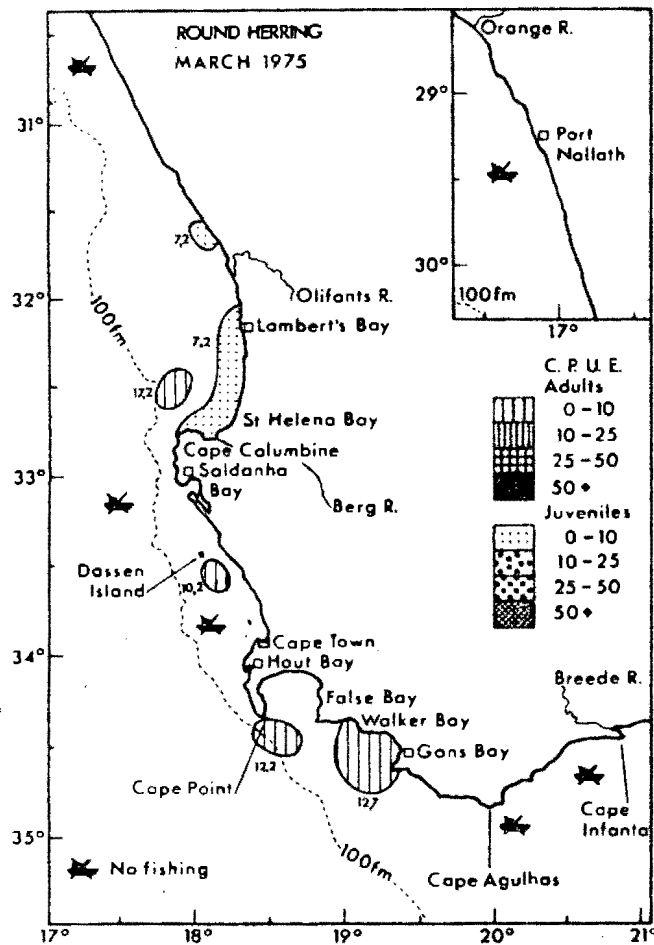 ROUND HERRING
MARCH 1975
Orange R.
29°
Port
Nollath
30°
100fm
17°
31°
7,2
Olifants R.
32°
100fm
7,2
Lambert's Bay
12,2
St Helena Bay
Cape Columbine
33°
Saldanha
Bay
Berg R.
Dassen
Island
10,2
Cape Town
34°
Hout Bay
False Bay
Walker Bay
Gans Bay
Breede R.
Cape Point
12,2
12,7
Cape
Infanta
35°
100fm
No fishing
Cape Agulhas
17°
18°
19°
20°
21°
C. P. U. E.
Adults
0-10
10-25
25-50
50+
Juveniles
0-10
10-25
25-50
50+